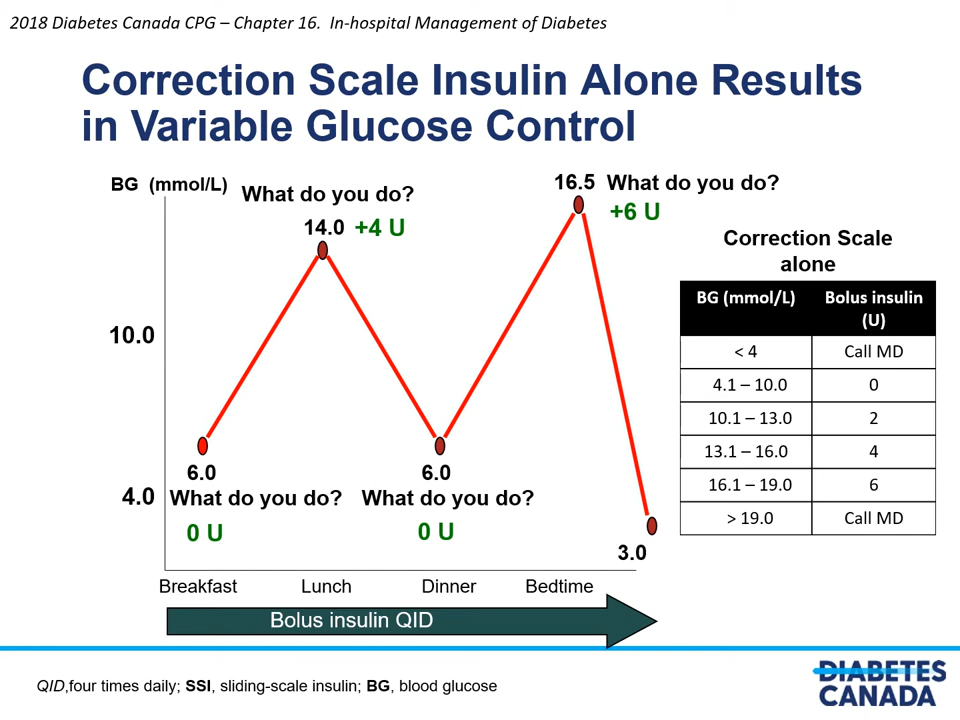 2018 Diabetes Canada CPG – Chapter 16. In-hospital Management of Diabetes
Correction Scale Insulin Alone Results
in Variable Glucose Control
BG (mmol/L)
What do you do?
14.0 +4 U
16.5 What do you do?
+6 U
10.0
4.0
6.0
What do you do?
0 U
6.0
What do you do?
0 U
3.0
Breakfast Lunch Dinner Bedtime
Bolus insulin QID
Correction Scale
alone
BG (mmol/L) Bolus insulin
(U)
< 4 Call MD
4.1 – 10.0 0
10.1 – 13.0 2
13.1 – 16.0 4
16.1 – 19.0 6
> 19.0 Call MD
QID,four times daily; SSI, sliding-scale insulin; BG, blood glucose
DIABETES
CANADA